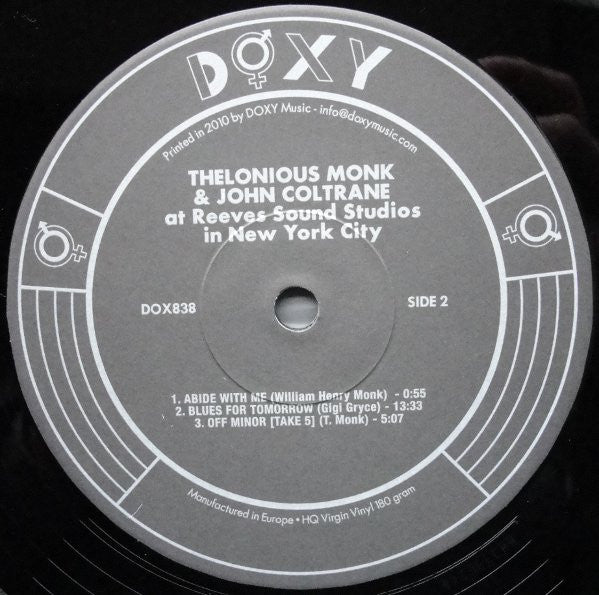 DOXY
Printed in 2010 by DOXY Music - info@doxymusic.com
THELONIOUS MONK
& JOHN COLTRANE
at Reeves Sound Studios
in New York City
DOX838
SIDE 2
1. ABIDE WITH ME (William Henry Monk) - 0:55
2. BLUES FOR TOMORROW (Gigi Gryce) - 13:33
3. OFF MINOR [TAKE 5] (T. Monk) - 5:07
Manufactured in Europe • HQ Virgin Vinyl 180 gram